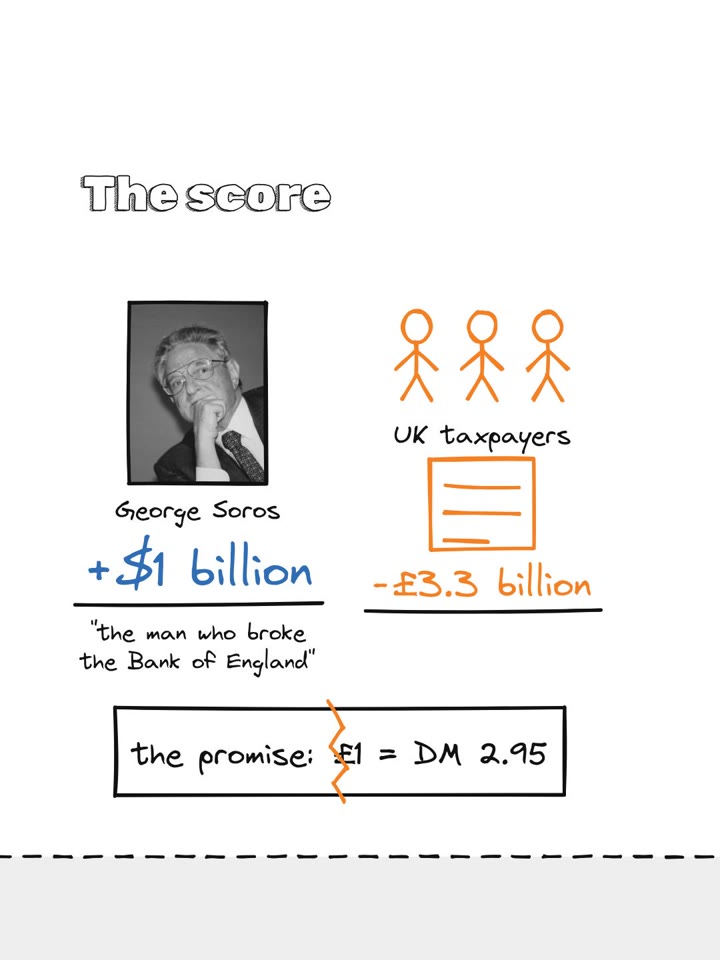 The score
George Soros
+$1 billion
"the man who broke
the Bank of England"
UK taxpayers
-£3.3 billion
the promise: £1 = DM 2.95